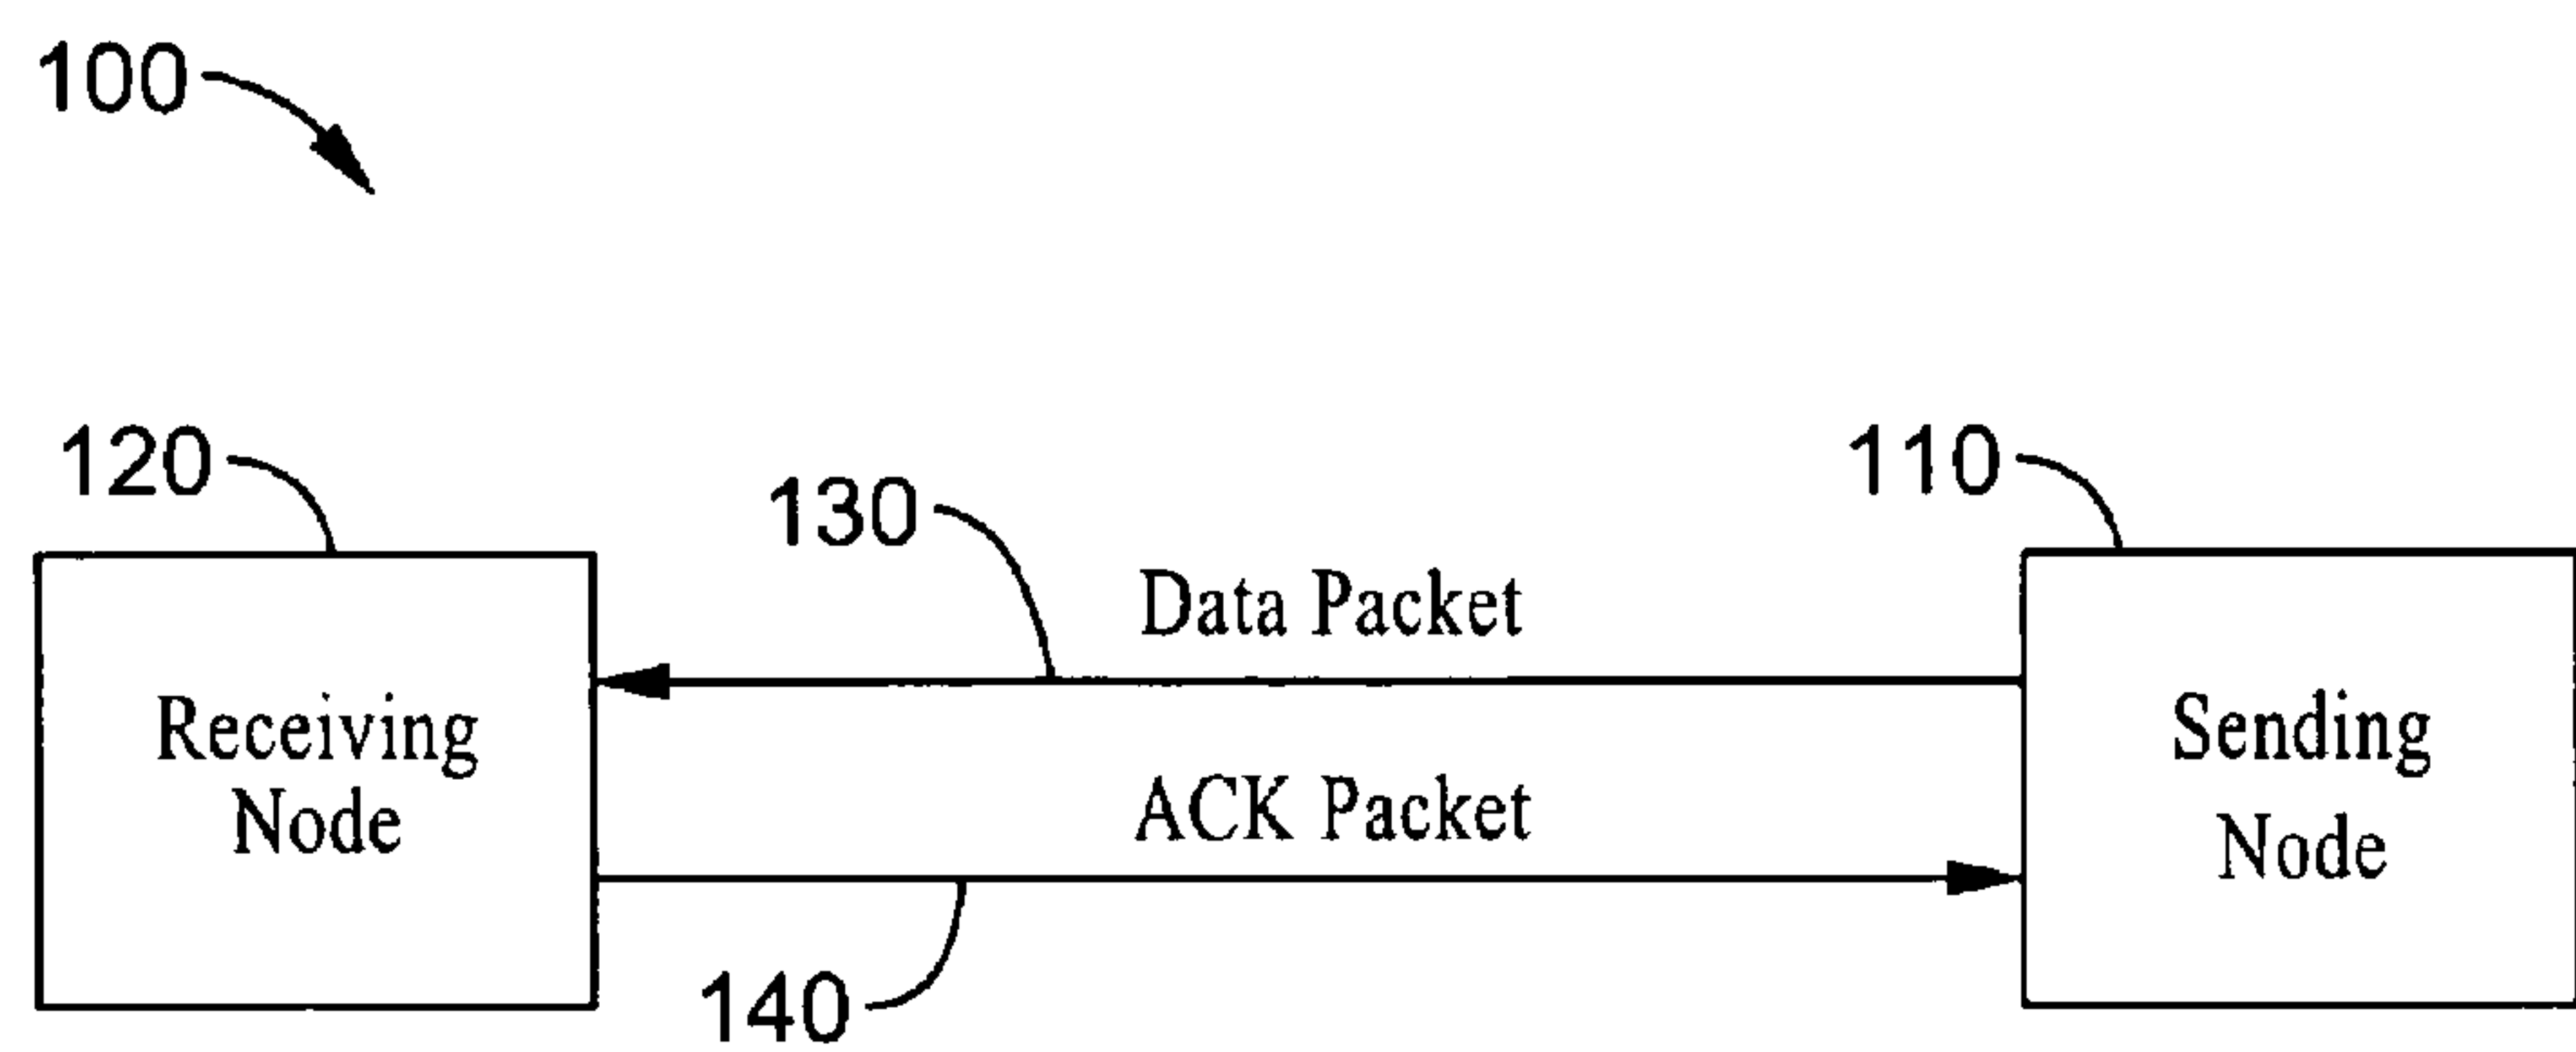 100
120
130
110
Data Packet
Receiving
Node
Sending
Node
ACK Packet
140